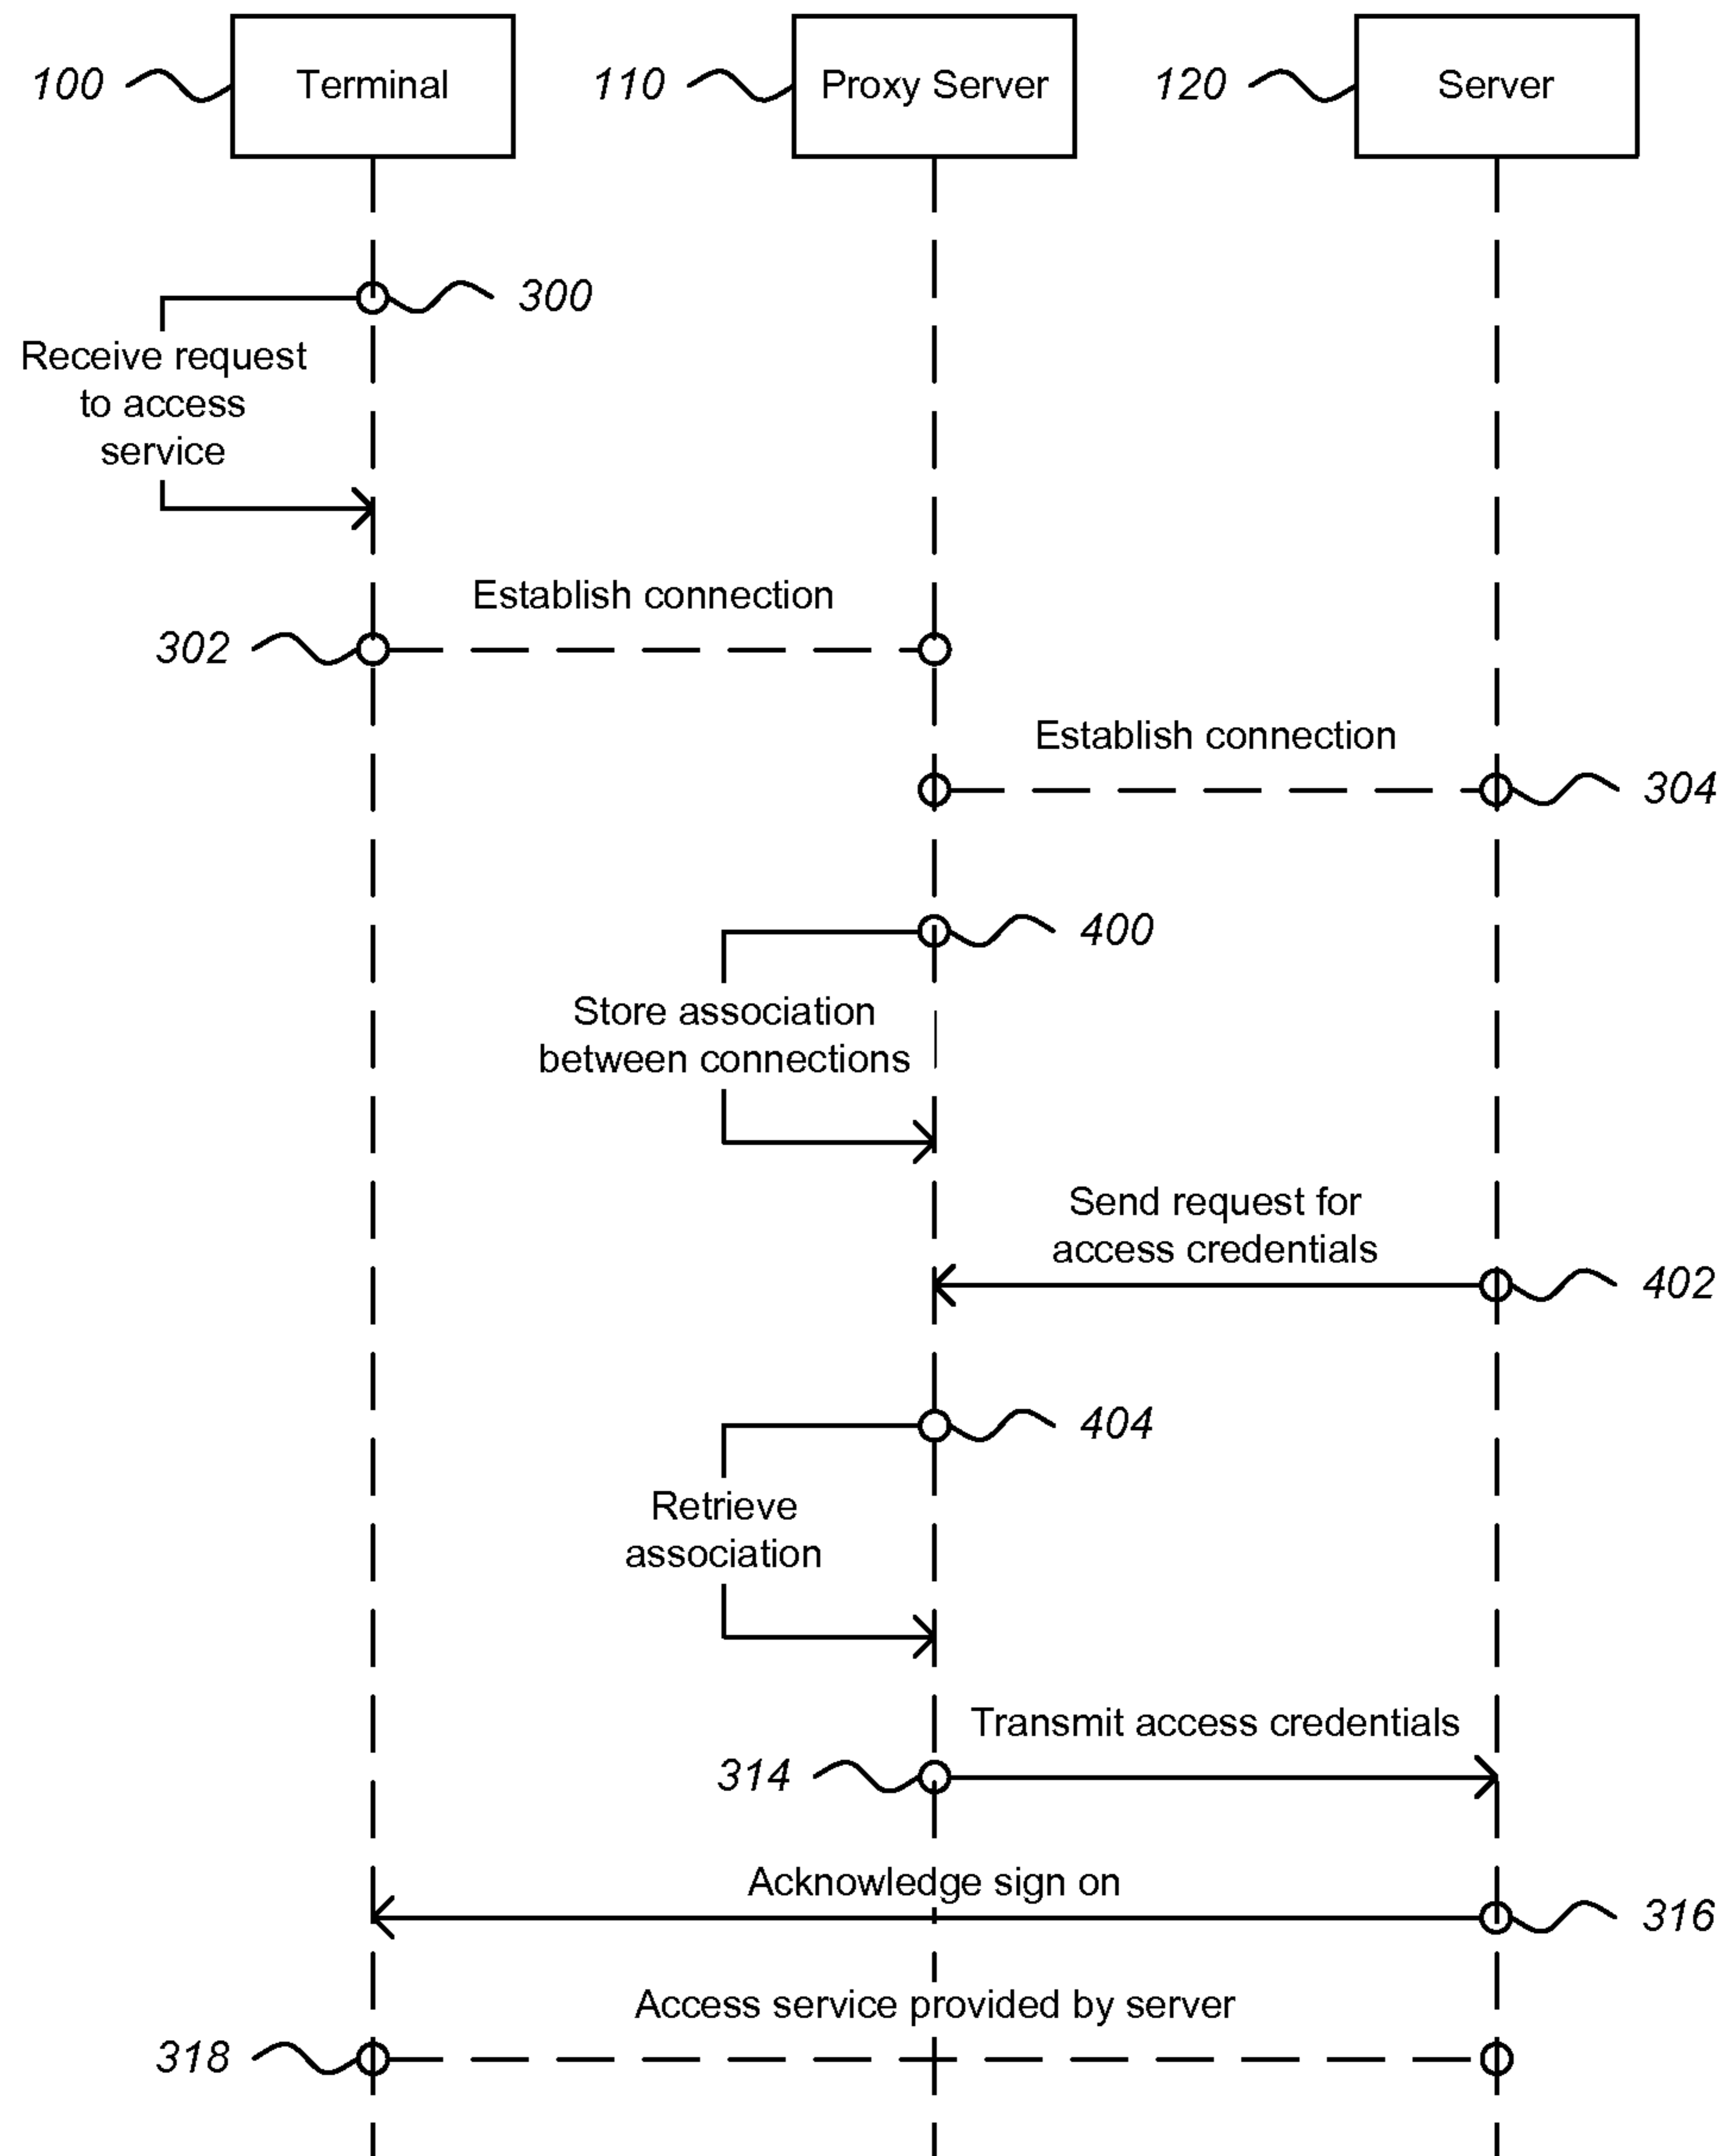 100
Terminal
110
Proxy Server
120
Server
300
Receive request
to access
service
Establish connection
302
Establish connection
304
400
Store association
between connections
Send request for
access credentials
402
404
Retrieve
association
Transmit access credentials
314
Acknowledge sign on
316
Access service provided by server
318